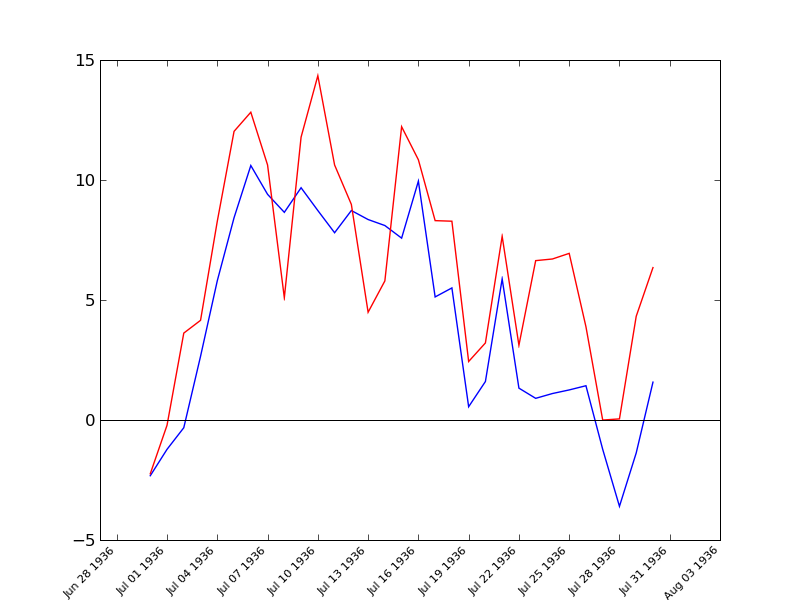 15
10
5
0
−5
Jun 28 1936
Jul 01 1936
Jul 04 1936
Jul 07 1936
Jul 10 1936
Jul 13 1936
Jul 16 1936
Jul 19 1936
Jul 22 1936
Jul 25 1936
Jul 28 1936
Jul 31 1936
Aug 03 1936